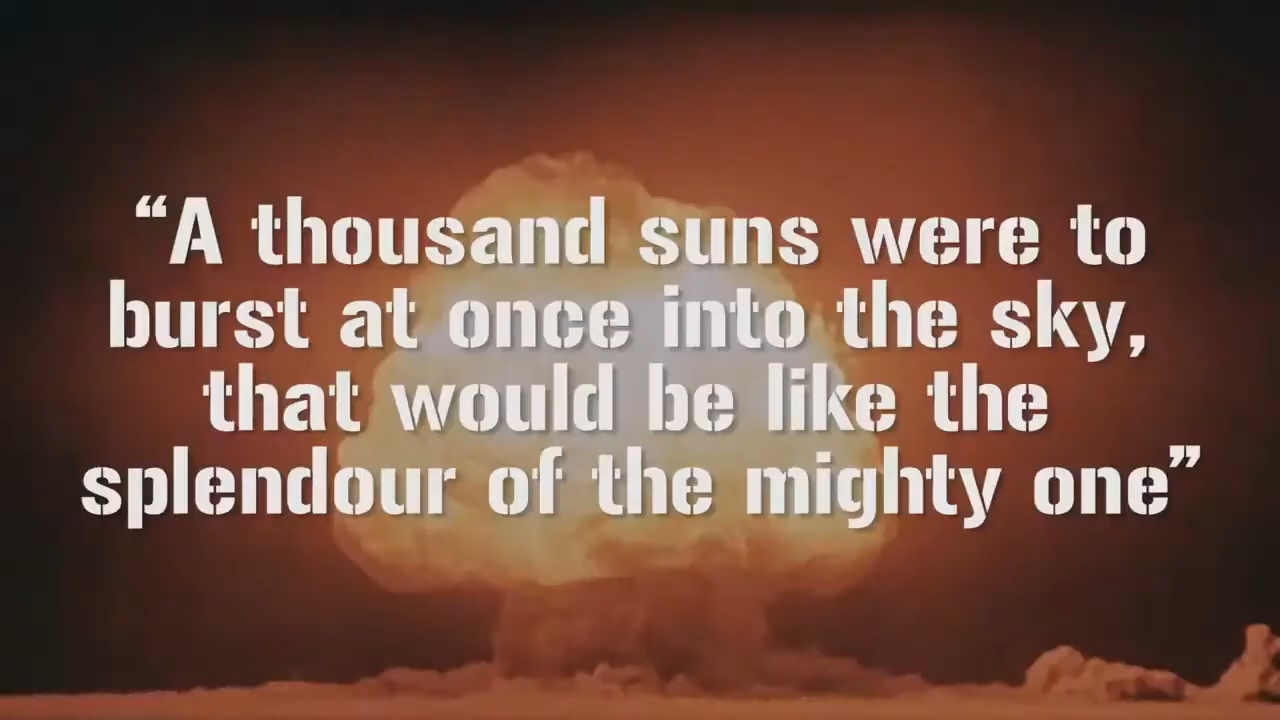 “A thousand suns were to
burst at once into the sky,
that would be like the
splendour of the mighty one”